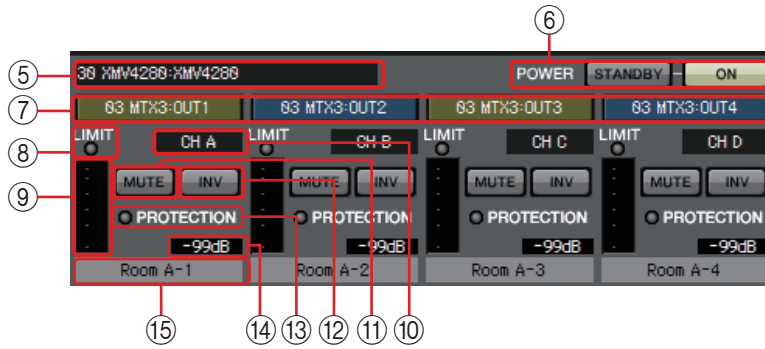 ⑥
⑤ 30 XMV4280:XMV4280 POWER STANDBY ON
⑦ 03 MTX3:OUT1 03 MTX3:OUT2 03 MTX3:OUT3 03 MTX3:OUT4
⑧ LIMIT CH A LIMIT CH B LIMIT CH C LIMIT CH D
⑨ MUTE INV MUTE INV MUTE INV MUTE INV
PROTECTION PROTECTION PROTECTION PROTECTION
-99dB -99dB -99dB -99dB
Room A-1 Room A-2 Room A-3 Room A-4
⑮ ⑭ ⑬ ⑫ ⑪ ⑩